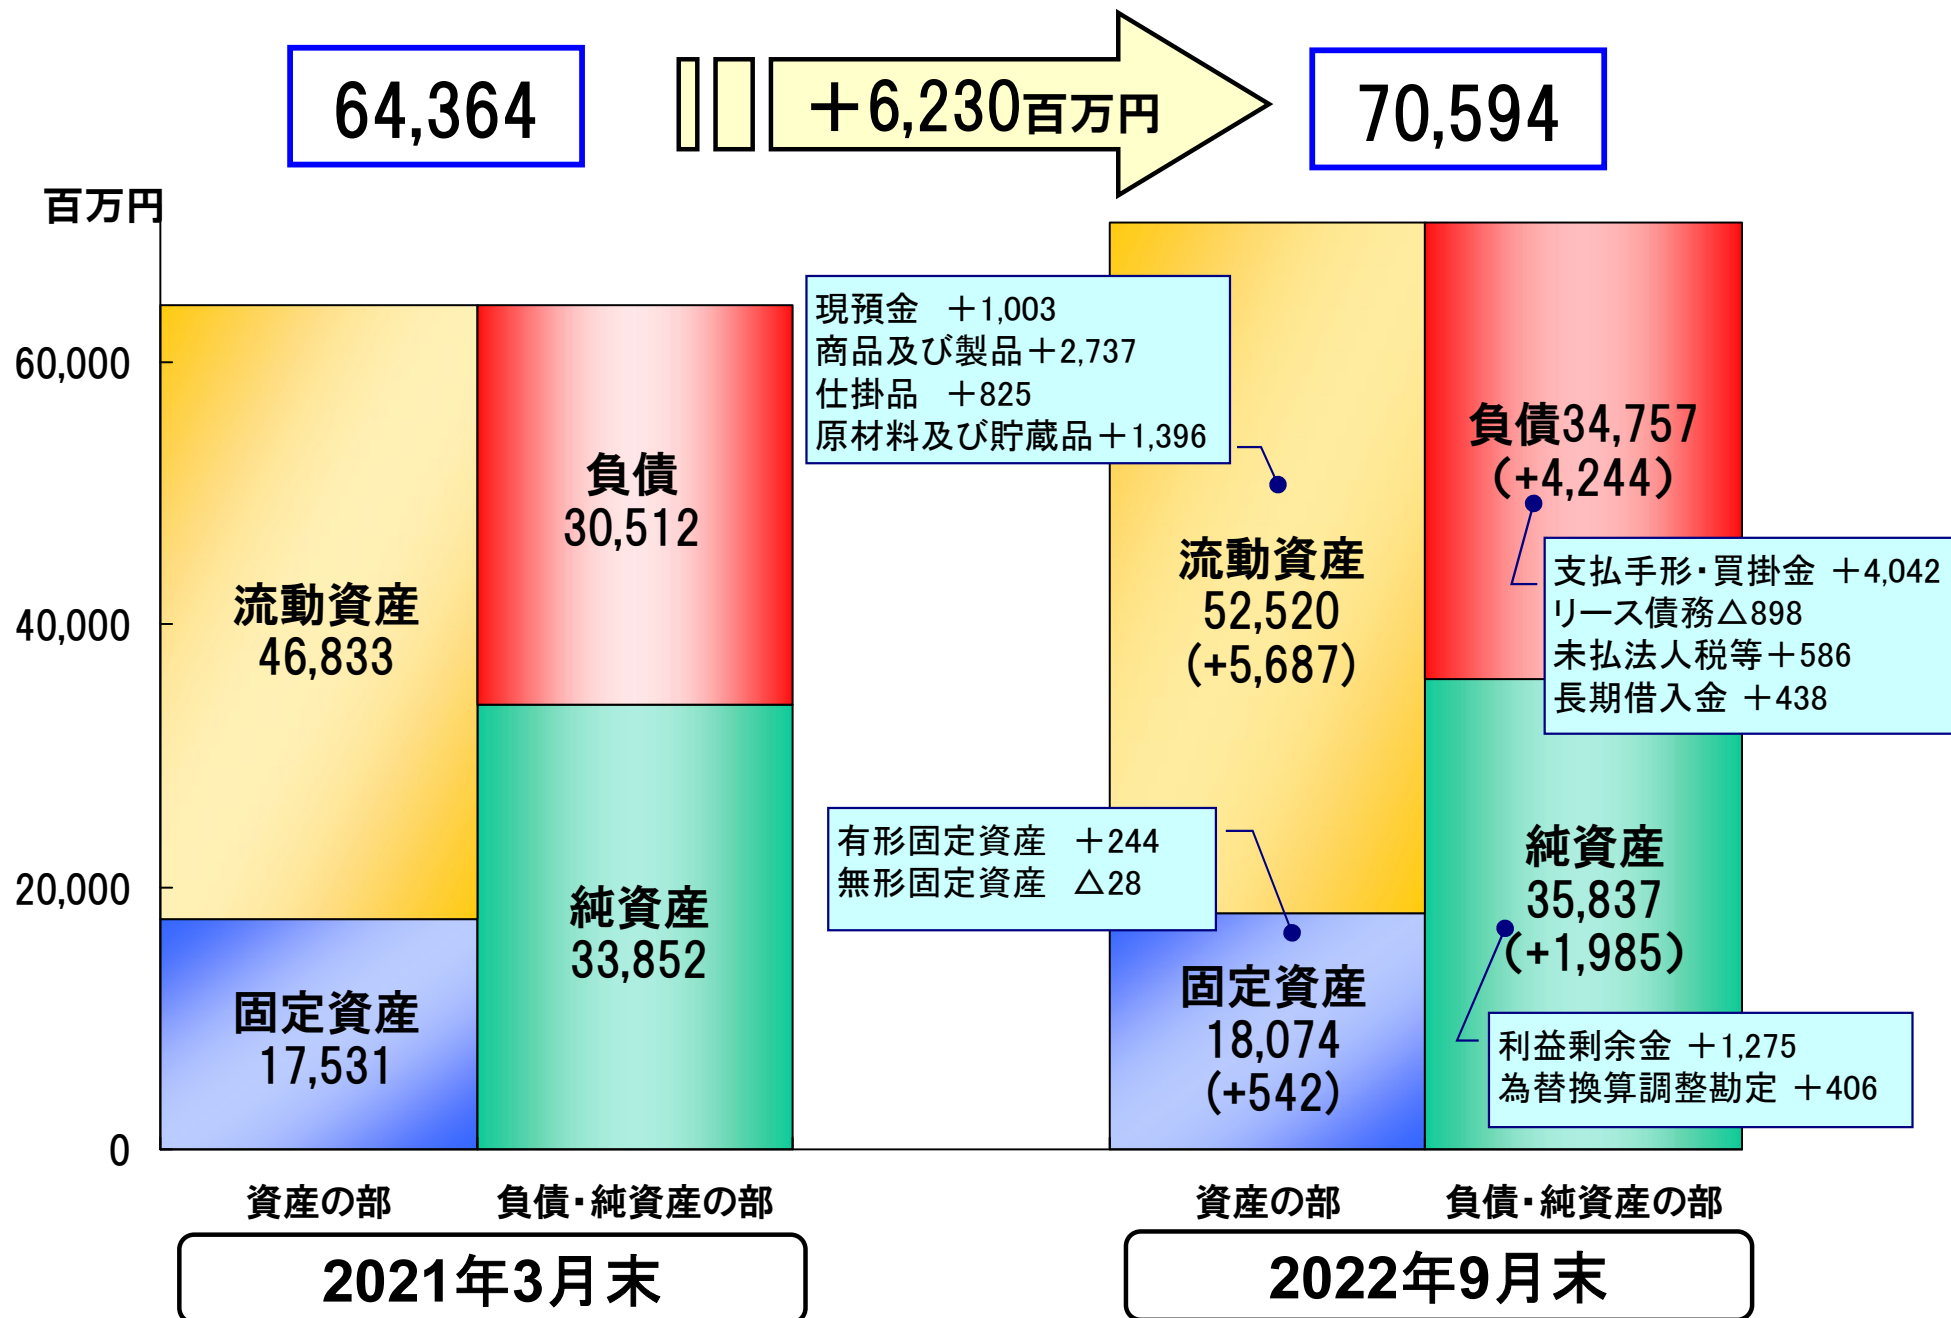 64,364
＋6,230百万円
70,594
百万円
60,000
40,000
20,000
0
流動資産
46,833
固定資産
17,531
負債
30,512
純資産
33,852
現預金　＋1,003
商品及び製品＋2,737
仕掛品　＋825
原材料及び貯蔵品＋1,396
流動資産
52,520
(+5,687)
有形固定資産　＋244
無形固定資産　△28
固定資産
18,074
(+542)
負債34,757
（+4,244）
支払手形・買掛金 ＋4,042
リース債務△898
未払法人税等＋586
長期借入金 ＋438
純資産
35,837
（+1,985）
利益剰余金 ＋1,275
為替換算調整勘定 ＋406
資産の部
負債・純資産の部
資産の部
負債・純資産の部
2021年3月末
2022年9月末